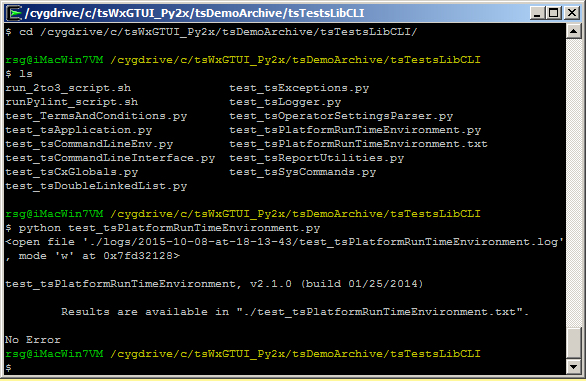 /cygdrive/c/tsWxGTUI_Py2x/tsDemoArchive/tsTestsLibCLI
$ cd /cygdrive/c/tsWxGTUI_Py2x/tsDemoArchive/tsTestsLibCLI/
rsg@iMacWin7VM /cygdrive/c/tsWxGTUI_Py2x/tsDemoArchive/tsTestsLibCLI
$ ls
run_2to3_script.sh test_tsExceptions.py
runPylint_script.sh test_tsLogger.py
test_TermsAndConditions.py test_tsOperatorSettingsParser.py
test_tsApplication.py test_tsPlatformRunTimeEnvironment.py
test_tsCommandLineEnv.py test_tsPlatformRunTimeEnvironment.txt
test_tsCommandLineInterface.py test_tsReportUtilities.py
test_tsCxGlobals.py test_tsSysCommands.py
test_tsDoubleLinkedList.py
rsg@iMacWin7VM /cygdrive/c/tsWxGTUI_Py2x/tsDemoArchive/tsTestsLibCLI
$ python test_tsPlatformRunTimeEnvironment.py
<open file './logs/2015-10-08-at-18-13-43/test_tsPlatformRunTimeEnvironment.log'
, mode 'w' at 0x7fd32128>
test_tsPlatformRunTimeEnvironment, v2.1.0 (build 01/25/2014)
Results are available in "./test_tsPlatformRunTimeEnvironment.txt".
No Error
rsg@iMacWin7VM /cygdrive/c/tsWxGTUI_Py2x/tsDemoArchive/tsTestsLibCLI
$